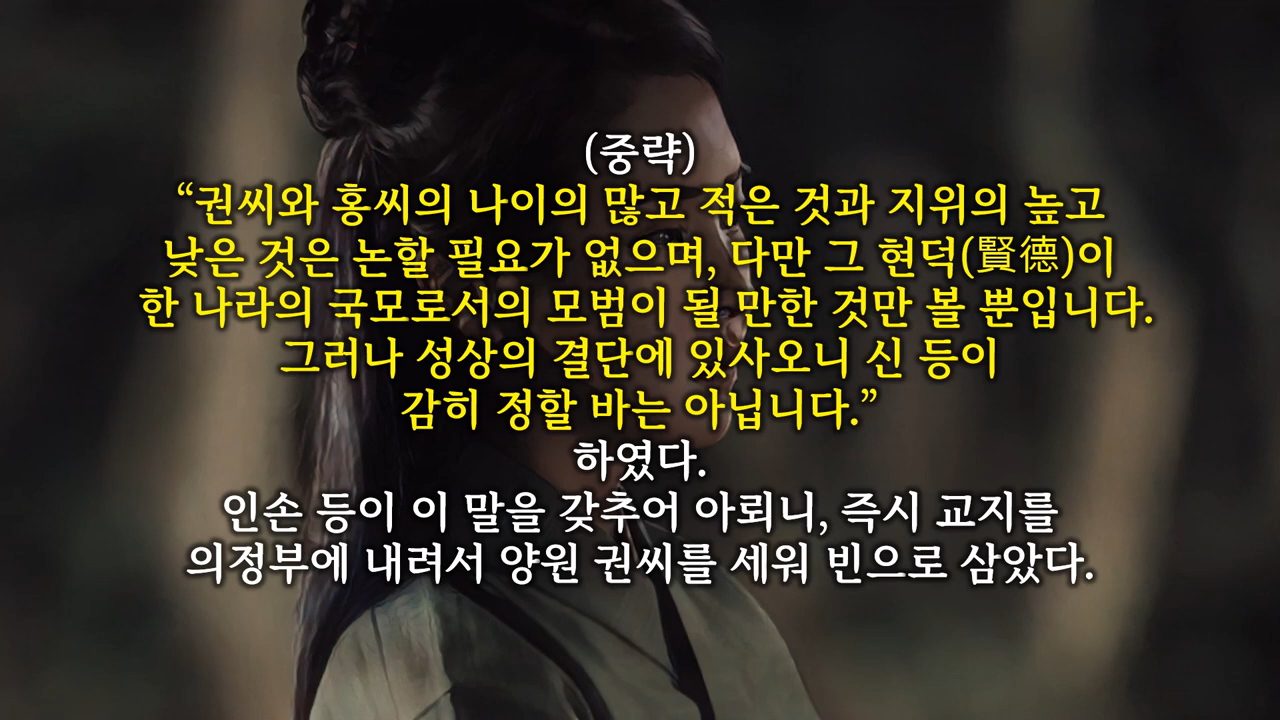 (중략)
“권씨와 홍씨의 나이의 많고 적은 것과 지위의 높고
낮은 것은 논할 필요가 없으며, 다만 그 현덕(賢德)이
한 나라의 국모로서의 모범이 될 만한 것만 볼 뿐입니다.
그러나 성상의 결단에 있사오니 신 등이
감히 정할 바는 아닙니다.”
하였다.
인손 등이 이 말을 갖추어 아뢰니, 즉시 교지를
의정부에 내려서 양원 권씨를 세워 빈으로 삼았다.